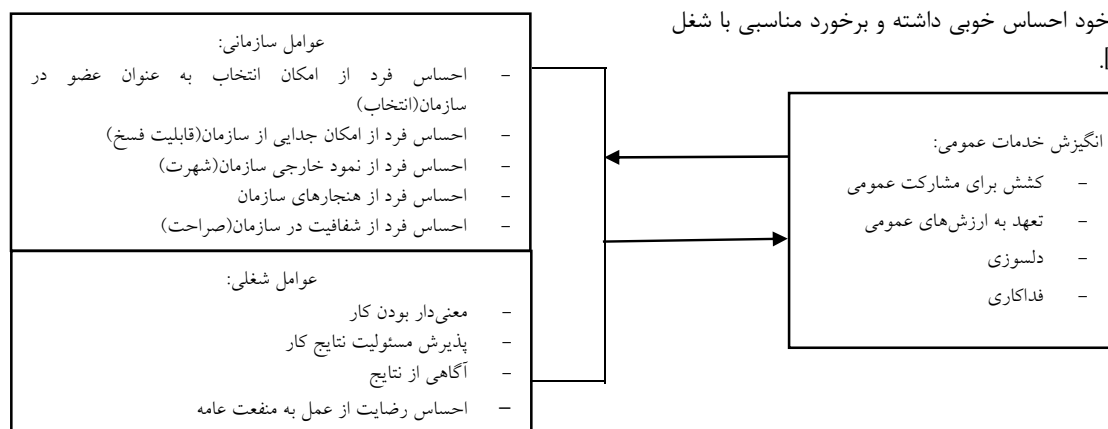 خود احساس خوبی داشته و برخورد مناسبی با شغل
].
انگیزش خدمات عمومی:
- کشش برای مشارکت عمومی
- تعهد به ارزش‌های عمومی
- دلسوزی
- فداکاری
عوامل سازمانی:
- احساس فرد از امکان انتخاب به عنوان عضو در
سازمان(انتخاب)
- احساس فرد از امکان جدایی از سازمان(قابلیت فسخ)
- احساس فرد از نمود خارجی سازمان(شهرت)
- احساس فرد از هنجارهای سازمان
- احساس فرد از شفافیت در سازمان(صراحت)
عوامل شغلی:
- معنی‌دار بودن کار
- پذیرش مسئولیت نتایج کار
- آگاهی از نتایج
- احساس رضایت از عمل به منفعت عامه